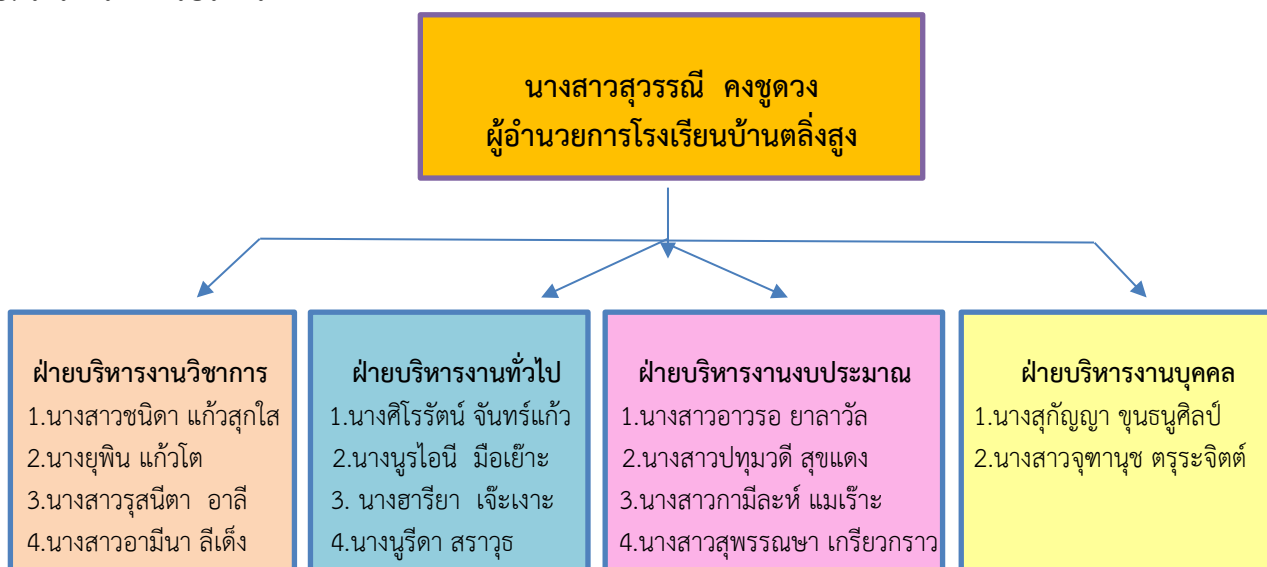 นางสาวสุวรรณี คงชูดวง
ผู้อำนวยการโรงเรียนบ้านตลิ่งสูง
ฝ่ายบริหารงานวิชาการ
1.นางสาวชนิดา แก้วสุกใส
2.นางยุพิน แก้วโต
3.นางสาวรุสนีตา อาลี
4.นางสาวอามีนา ลีเด็ง
ฝ่ายบริหารงานทั่วไป
1.นางศิโรรัตน์ จันทร์แก้ว
2.นางนูรไอนี มือเย๊าะ
3. นางฮารียา เจ๊ะเงาะ
4.นางนูรีดา สราวุธ
ฝ่ายบริหารงานงบประมาณ
1.นางสาวอาวรอ ยาลาวัล
2.นางสาวปทุมวดี สุขแดง
3.นางสาวกามีละห์ แมเร๊าะ
4.นางสาวสุพรรณษา เกรียวกราว
ฝ่ายบริหารงานบุคคล
1.นางสุกัญญา ขุนธนูศิลป์
2.นางสาวจุฑานุช ตรุระจิตต์